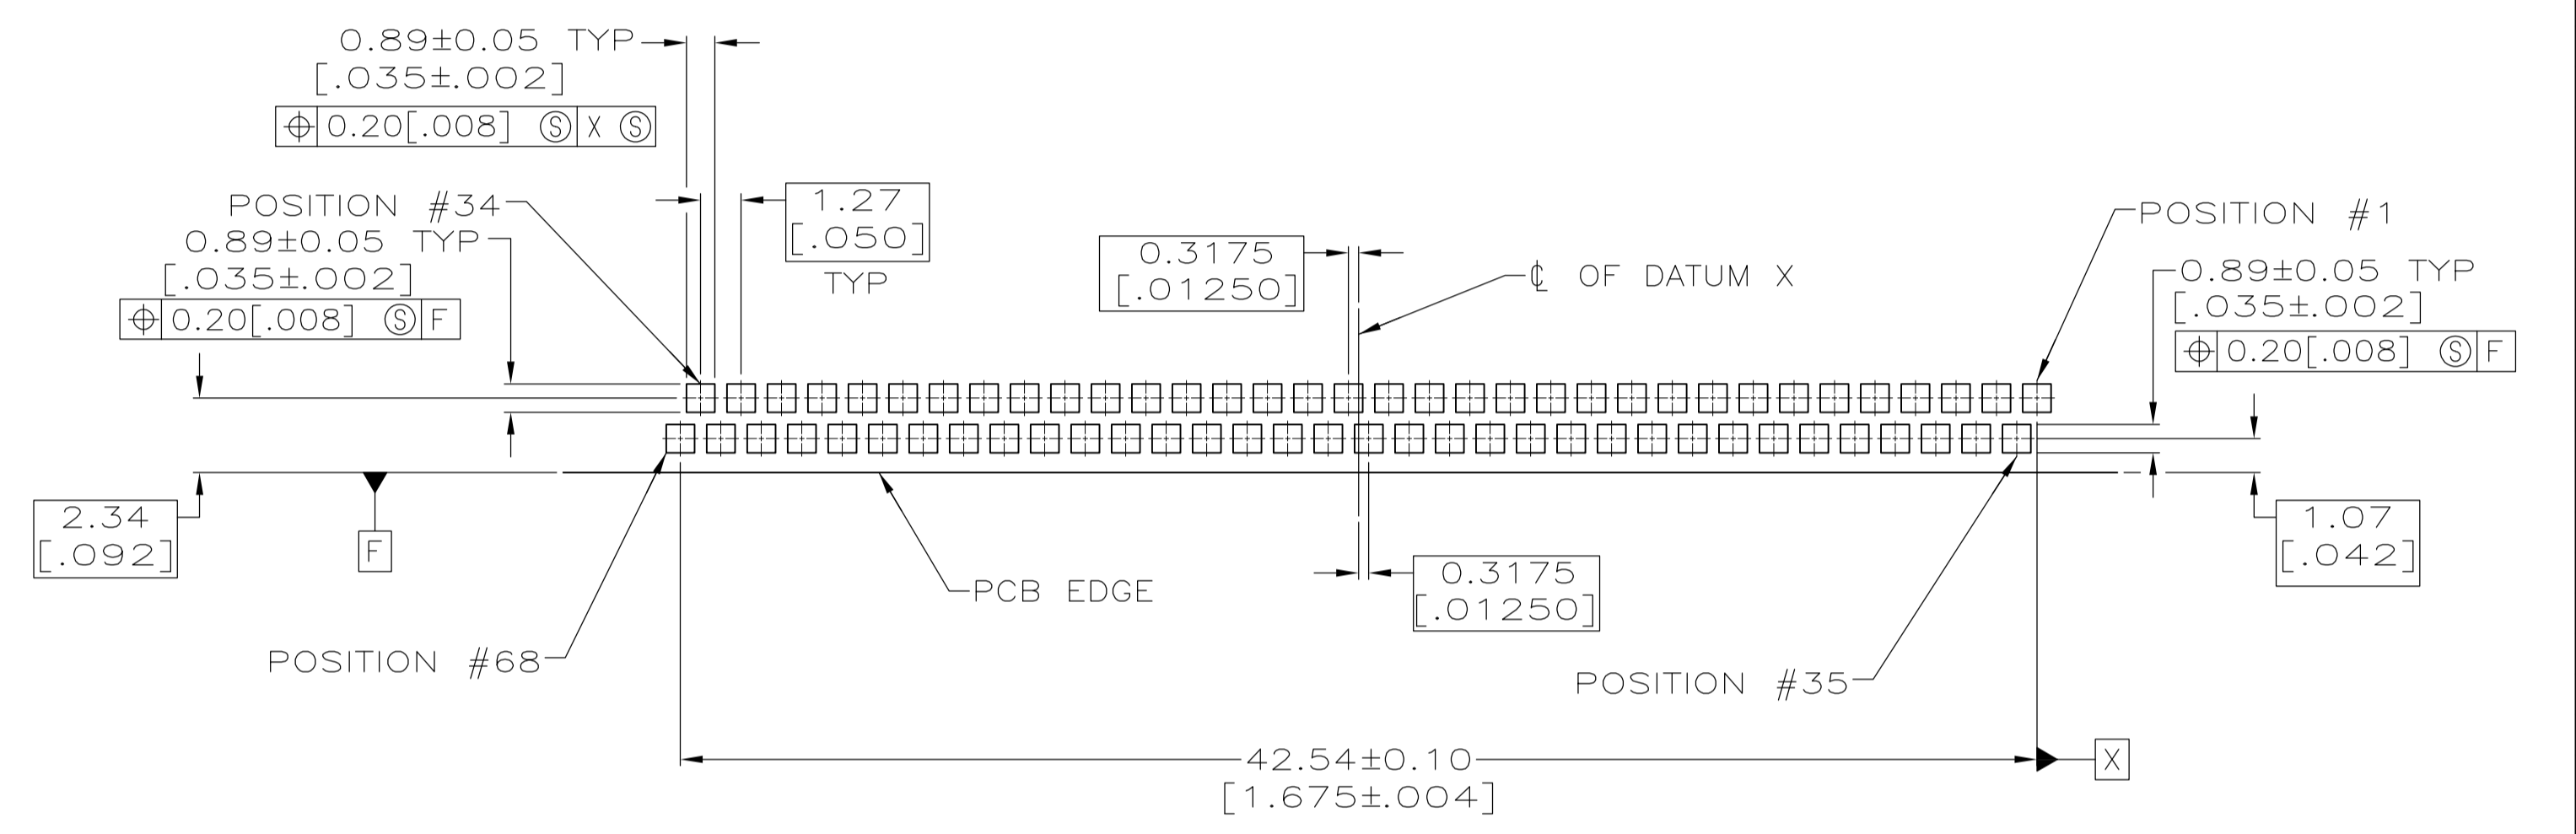 0.89±0.05 TYP
[.035±.002]
⌖ 0.20[.008] Ⓢ X Ⓢ
POSITION #34
0.89±0.05 TYP
[.035±.002]
⌖ 0.20[.008] Ⓢ F
1.27
[.050]
TYP
0.3175
[.01250]
℄ OF DATUM X
POSITION #1
0.89±0.05 TYP
[.035±.002]
⌖ 0.20[.008] Ⓢ F
2.34
[.092]
F
PCB EDGE
0.3175
[.01250]
1.07
[.042]
POSITION #68
POSITION #35
42.54±0.10
[1.675±.004]
X